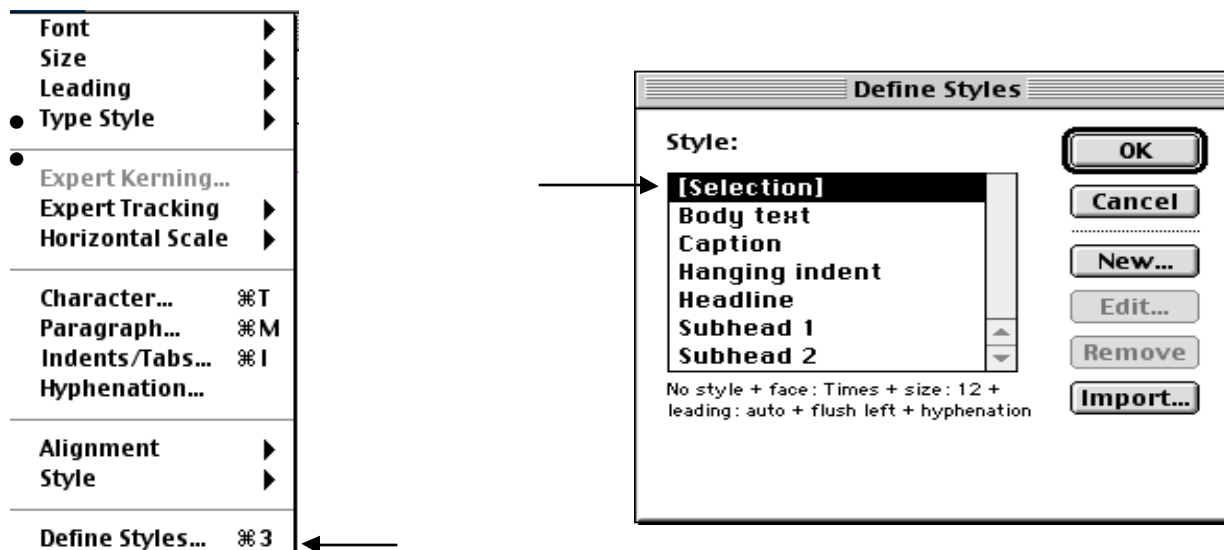 Font
Size
Leading
Type Style
Expert Kerning...
Expert Tracking
Horizontal Scale
Character... ⌘T
Paragraph... ⌘M
Indents/Tabs... ⌘I
Hyphenation...
Alignment
Style
Define Styles... ⌘3
Define Styles
Style:
[Selection]
Body text
Caption
Hanging indent
Headline
Subhead 1
Subhead 2
No style + face: Times + size: 12 +
leading: auto + flush left + hyphenation
OK
Cancel
New...
Edit...
Remove
Import...